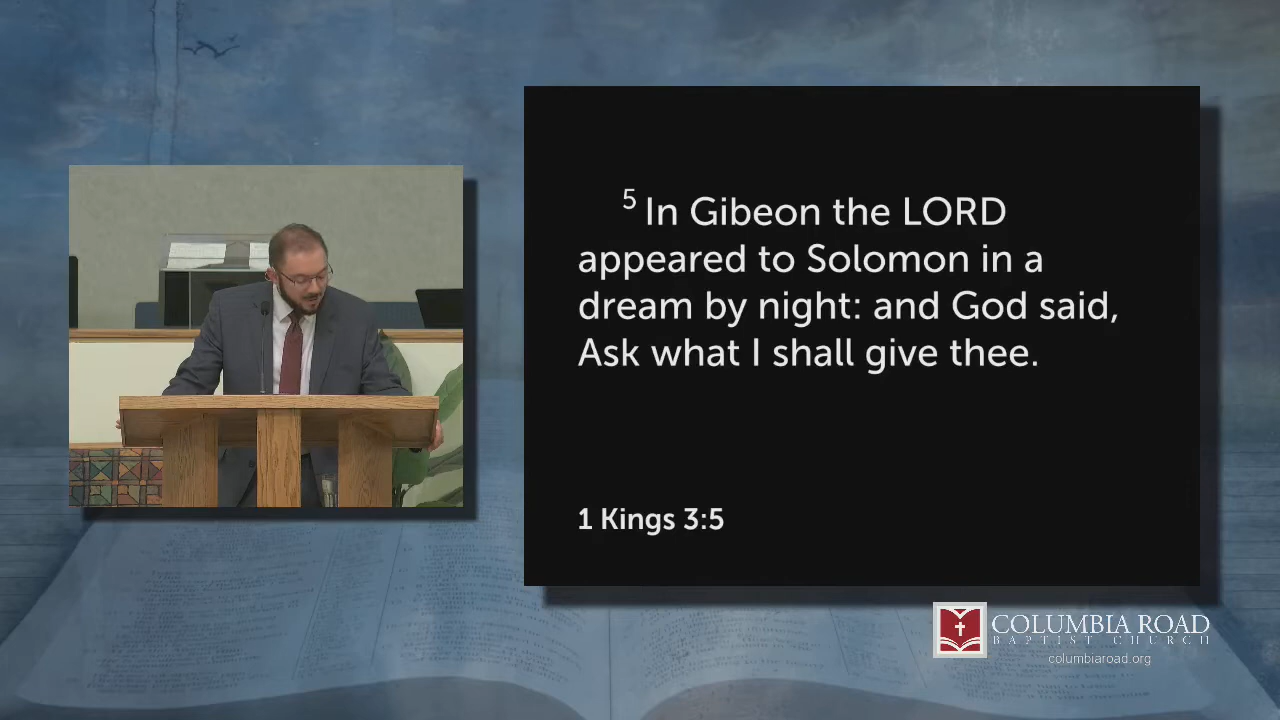 5 In Gibeon the LORD
appeared to Solomon in a
dream by night: and God said,
Ask what I shall give thee.
1 Kings 3:5
COLUMBIA ROAD
BAPTIST CHURCH
columbiaroad.org